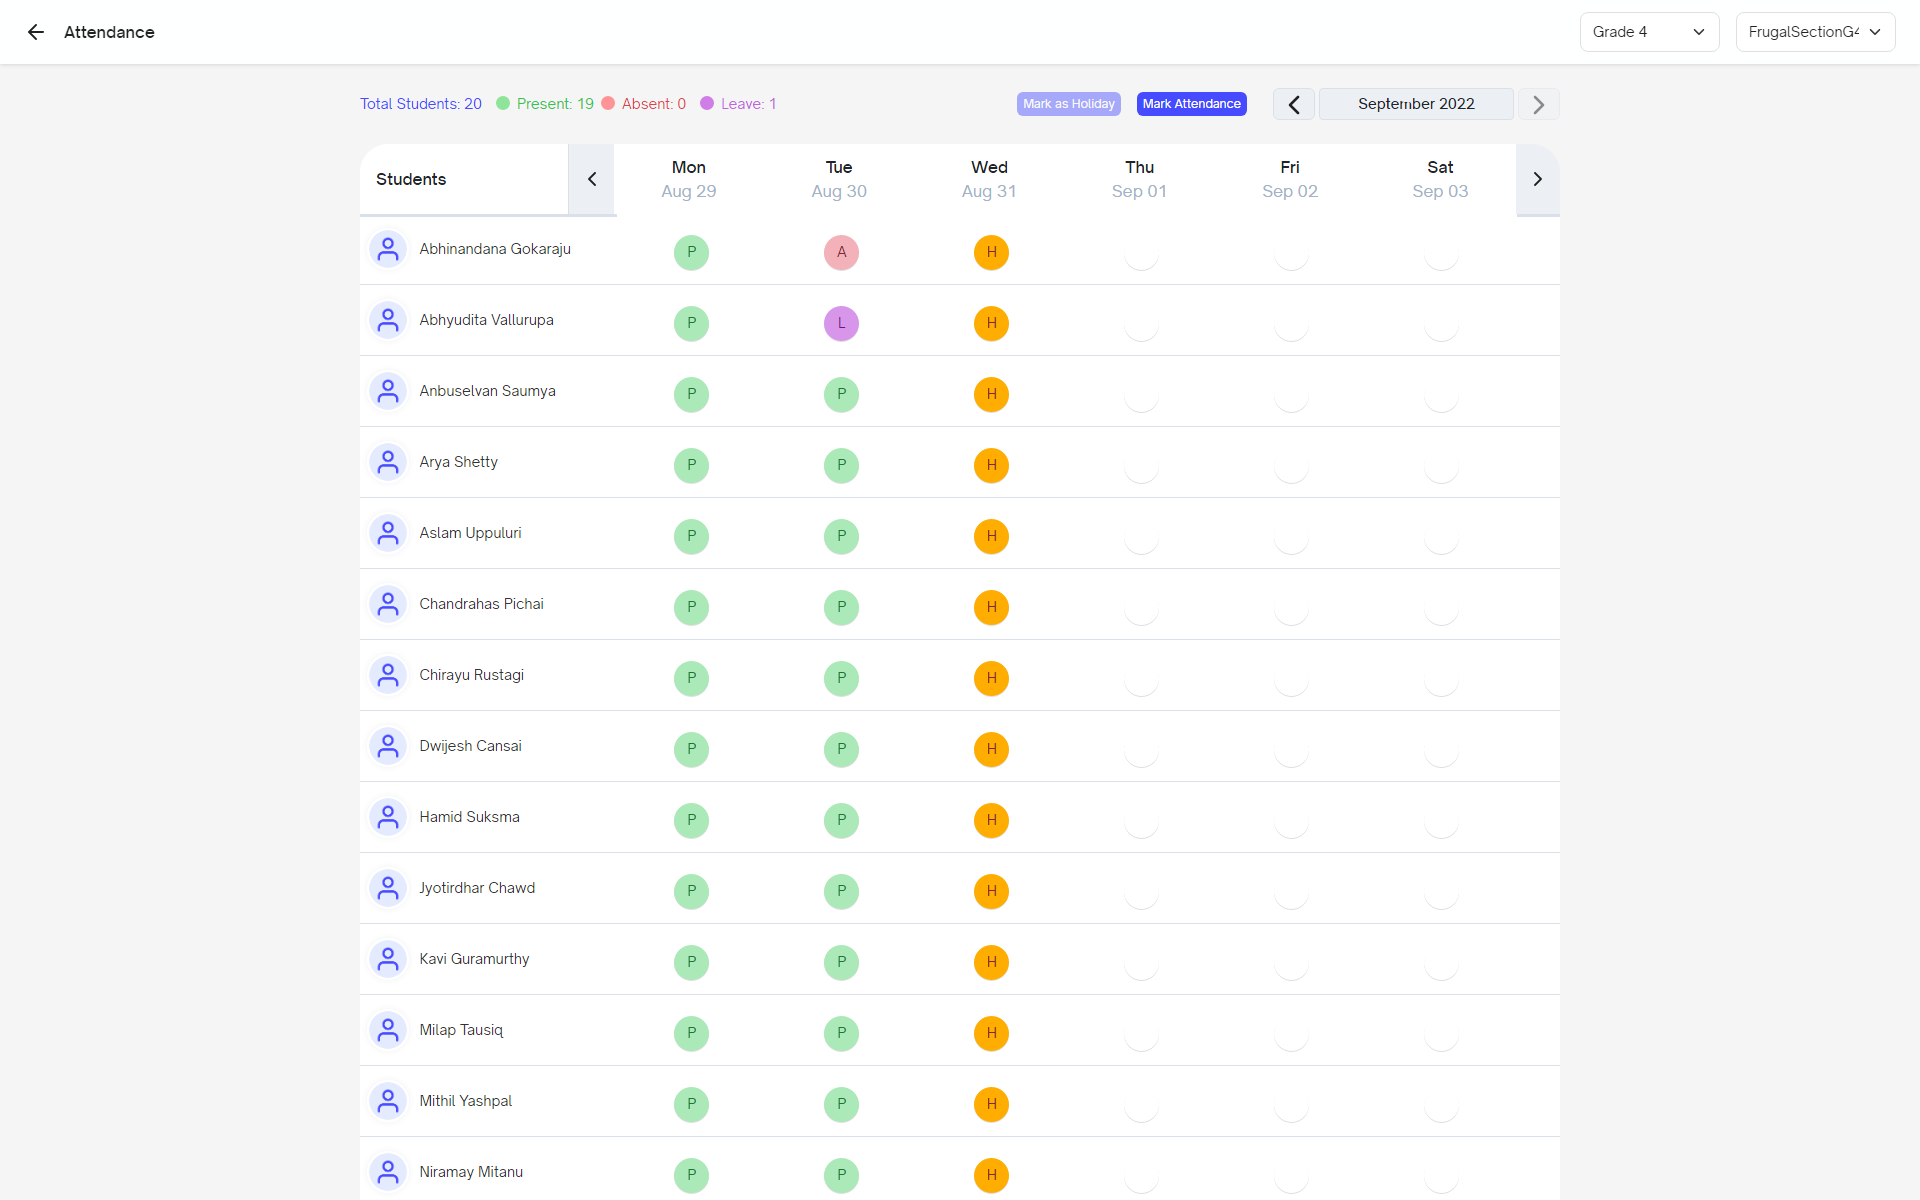 Attendance
Grade 4
FrugalSectionG4
Total Students: 20 Present: 19 Absent: 0 Leave: 1
Mark as Holiday
Mark Attendance
September 2022
Students
Mon Tue Wed Thu Fri Sat
Aug 29 Aug 30 Aug 31 Sep 01 Sep 02 Sep 03
Abhinandana Gokaraju P A H
Abhyudita Vallurupa P L H
Anbuselvan Saumya P P H
Arya Shetty P P H
Aslam Uppuluri P P H
Chandrahas Pichai P P H
Chirayu Rustagi P P H
Dwijesh Cansai P P H
Hamid Suksma P P H
Jyotirdhar Chawd P P H
Kavi Guramurthy P P H
Milap Tausiq P P H
Mithil Yashpal P P H
Niramay Mitanu P P H